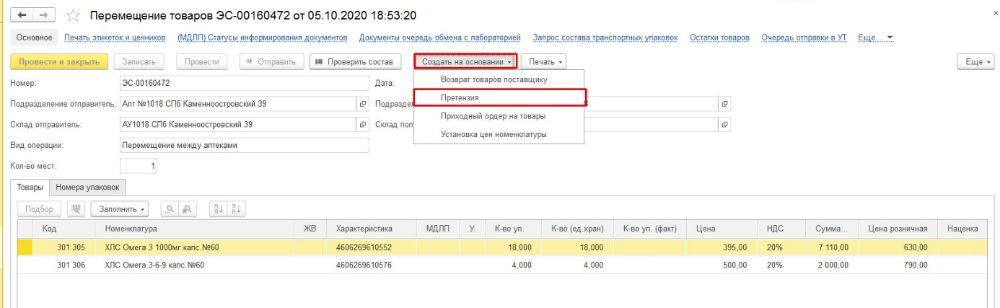 Перемещение товаров ЭС-00160472 от 05.10.2020 18:53:20
Основное Печать этикеток и ценников (МДЛП) Статусы информирования документов Документы очередь обмена с лабораторией Запрос состава транспортных упаковок Остатки товаров Очередь отправки в УТ Еще...
Провести и закрыть Записать Провести Отправить Проверить состав Создать на основании Печать Еще
Номер: ЭС-00160472 Дата:
Возврат товаров поставщику
Претензия
Приходный ордер на товары
Установка цен номенклатуры
Подразделение отправитель: Апт №1018 СПб Каменноостровский 39 Подразде
Склад отправитель: АУ1018 СПб Каменноостровский 39 Склад пол
Вид операции: Перемещение между аптеками
Кол-во мест: 1
Товары Номера упаковок
Подбор Заполнить
Код Номенклатура ЖВ Характеристика МДЛП У. К-во уп. К-во (ед.хран) К-во уп. (факт) Цена НДС Сумма... Цена розничная Наценка
301 305 ХЛС Омега 3 1000мг капс.№60 4606269610552 18,000 18,000 395,00 20% 7 110,00 630,00
301 306 ХЛС Омега 3-6-9 капс.№60 4606269610576 4,000 4,000 500,00 20% 2 000,00 790,00